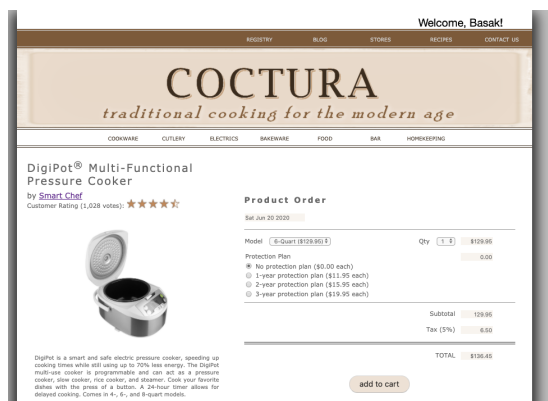 Welcome, Basak!
REGISTRY BLOG STORES RECIPES CONTACT US
COCTURA
traditional cooking for the modern age
COOKWARE CUTLERY ELECTRICS BAKEWARE FOOD BAR HOMEKEEPING
DigiPot® Multi-Functional
Pressure Cooker
by Smart Chef
Customer Rating (1,028 votes):
DigiPot is a smart and safe electric pressure cooker, speeding up
cooking times while still using up to 70% less energy. The DigiPot
multi-use cooker is programmable and can act as a pressure
cooker, slow cooker, rice cooker, and steamer. Cook your favorite
dishes with the press of a button. A 24-hour timer allows for
delayed cooking. Comes in 4-, 6-, and 8-quart models.
Product Order
Sat Jun 20 2020
Model 6-Quart ($129.95) Qty 1 $129.95
Protection Plan 0.00
No protection plan ($0.00 each)
1-year protection plan ($11.95 each)
2-year protection plan ($15.95 each)
3-year protection plan ($19.95 each)
Subtotal 129.95
Tax (5%) 6.50
TOTAL $136.45
add to cart